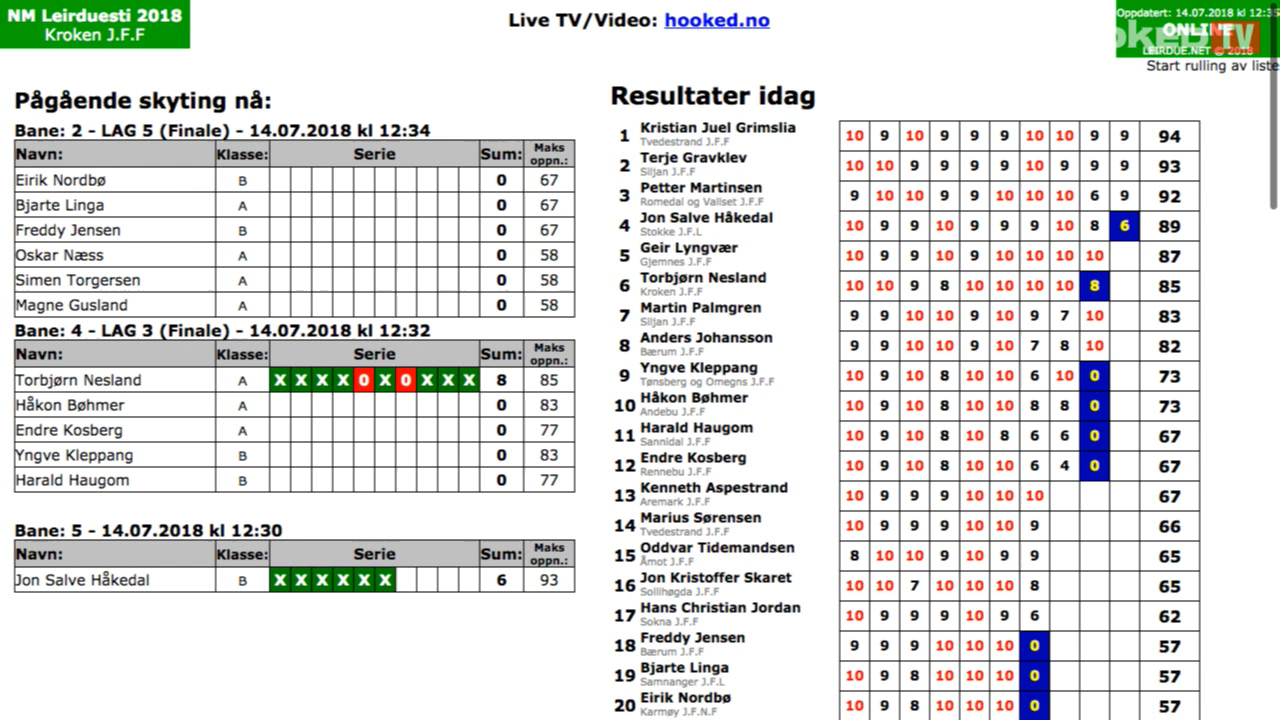 NM Leirduesti 2018
Kroken J.F.F
Live TV/Video: hooked.no
Oppdatert: 14.07.2018 kl 12:35
ONLINE
LEIRDUE.NET © 2018
TV
Start rulling av liste
Pågående skyting nå:
Bane: 2 - LAG 5 (Finale) - 14.07.2018 kl 12:34
Navn: Klasse: Serie Sum: Maks oppn.:
Eirik Nordbø B 0 67
Bjarte Linga A 0 67
Freddy Jensen B 0 67
Oskar Næss A 0 58
Simen Torgersen A 0 58
Magne Gusland A 0 58
Bane: 4 - LAG 3 (Finale) - 14.07.2018 kl 12:32
Navn: Klasse: Serie Sum: Maks oppn.:
Torbjørn Nesland A X X X X 0 X 0 X X X 8 85
Håkon Bøhmer A 0 83
Endre Kosberg A 0 77
Yngve Kleppang B 0 83
Harald Haugom B 0 77
Bane: 5 - 14.07.2018 kl 12:30
Navn: Klasse: Serie Sum: Maks oppn.:
Jon Salve Håkedal B X X X X X X 6 93
Resultater idag
1 Kristian Juel Grimslia 10 9 10 9 9 9 10 10 9 9 94
Tvedestrand J.F.F
2 Terje Gravklev 10 10 9 9 9 9 10 9 9 9 93
Siljan J.F.F
3 Petter Martinsen 9 10 10 9 9 10 10 10 6 9 92
Romedal og Vallset J.F.F
4 Jon Salve Håkedal 10 9 9 10 9 9 9 10 8 6 89
Stokke J.F.L
5 Geir Lyngvær 10 9 9 10 9 10 10 10 10 87
Gjemnes J.F.F
6 Torbjørn Nesland 10 10 9 8 10 10 10 10 8 85
Kroken J.F.F
7 Martin Palmgren 9 9 10 10 9 10 9 7 10 83
Siljan J.F.F
8 Anders Johansson 9 9 10 10 9 10 7 8 10 82
Bærum J.F.F
9 Yngve Kleppang 10 9 10 8 10 10 6 10 0 73
Tønsberg og Omegns J.F.F
10 Håkon Bøhmer 10 9 10 8 10 10 8 8 0 73
Andebu J.F.F
11 Harald Haugom 10 9 10 8 10 8 6 6 0 67
Sannidal J.F.F
12 Endre Kosberg 10 9 10 8 10 10 6 4 0 67
Rennebu J.F.F
13 Kenneth Aspestrand 10 9 9 9 10 10 10 67
Aremark J.F.F
14 Marius Sørensen 10 9 9 9 10 10 9 66
Tvedestrand J.F.F
15 Oddvar Tidemandsen 8 10 10 9 10 9 9 65
Åmot J.F.F
16 Jon Kristoffer Skaret 10 10 7 10 10 10 8 65
Sollihøgda J.F.F
17 Hans Christian Jordan 10 9 9 9 10 9 6 62
Sokna J.F.F
18 Freddy Jensen 9 9 9 10 10 10 0 57
Bærum J.F.F
19 Bjarte Linga 10 9 8 10 10 10 0 57
Samnanger J.F.L
20 Eirik Nordbø 10 9 8 10 10 10 0 57
Karmøy J.F.N.F